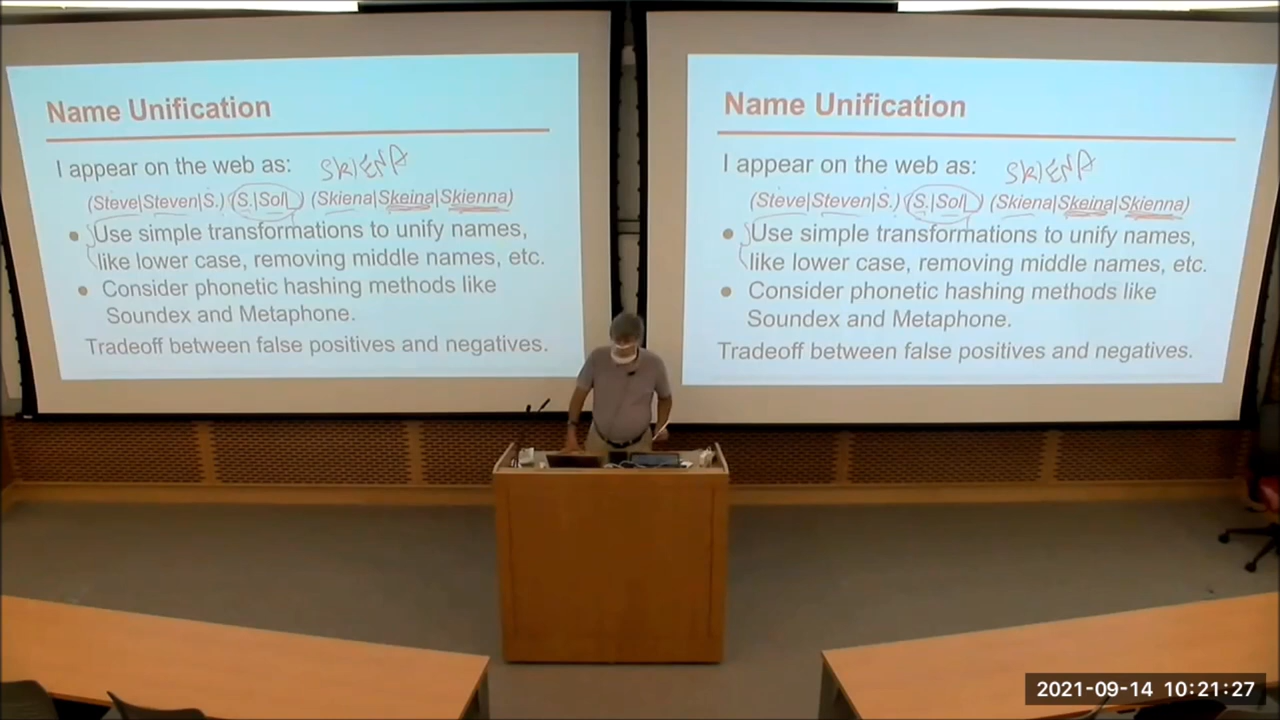 Name Unification
I appear on the web as: SKIENA
(Steve|Steven|S.) (S.|Sol|_) (Skiena|Skeina|Skienna)
● Use simple transformations to unify names,
like lower case, removing middle names, etc.
● Consider phonetic hashing methods like
Soundex and Metaphone.
Tradeoff between false positives and negatives.
Name Unification
I appear on the web as: SKIENA
(Steve|Steven|S.) (S.|Sol|_) (Skiena|Skeina|Skienna)
● Use simple transformations to unify names,
like lower case, removing middle names, etc.
● Consider phonetic hashing methods like
Soundex and Metaphone.
Tradeoff between false positives and negatives.
2021-09-14 10:21:27